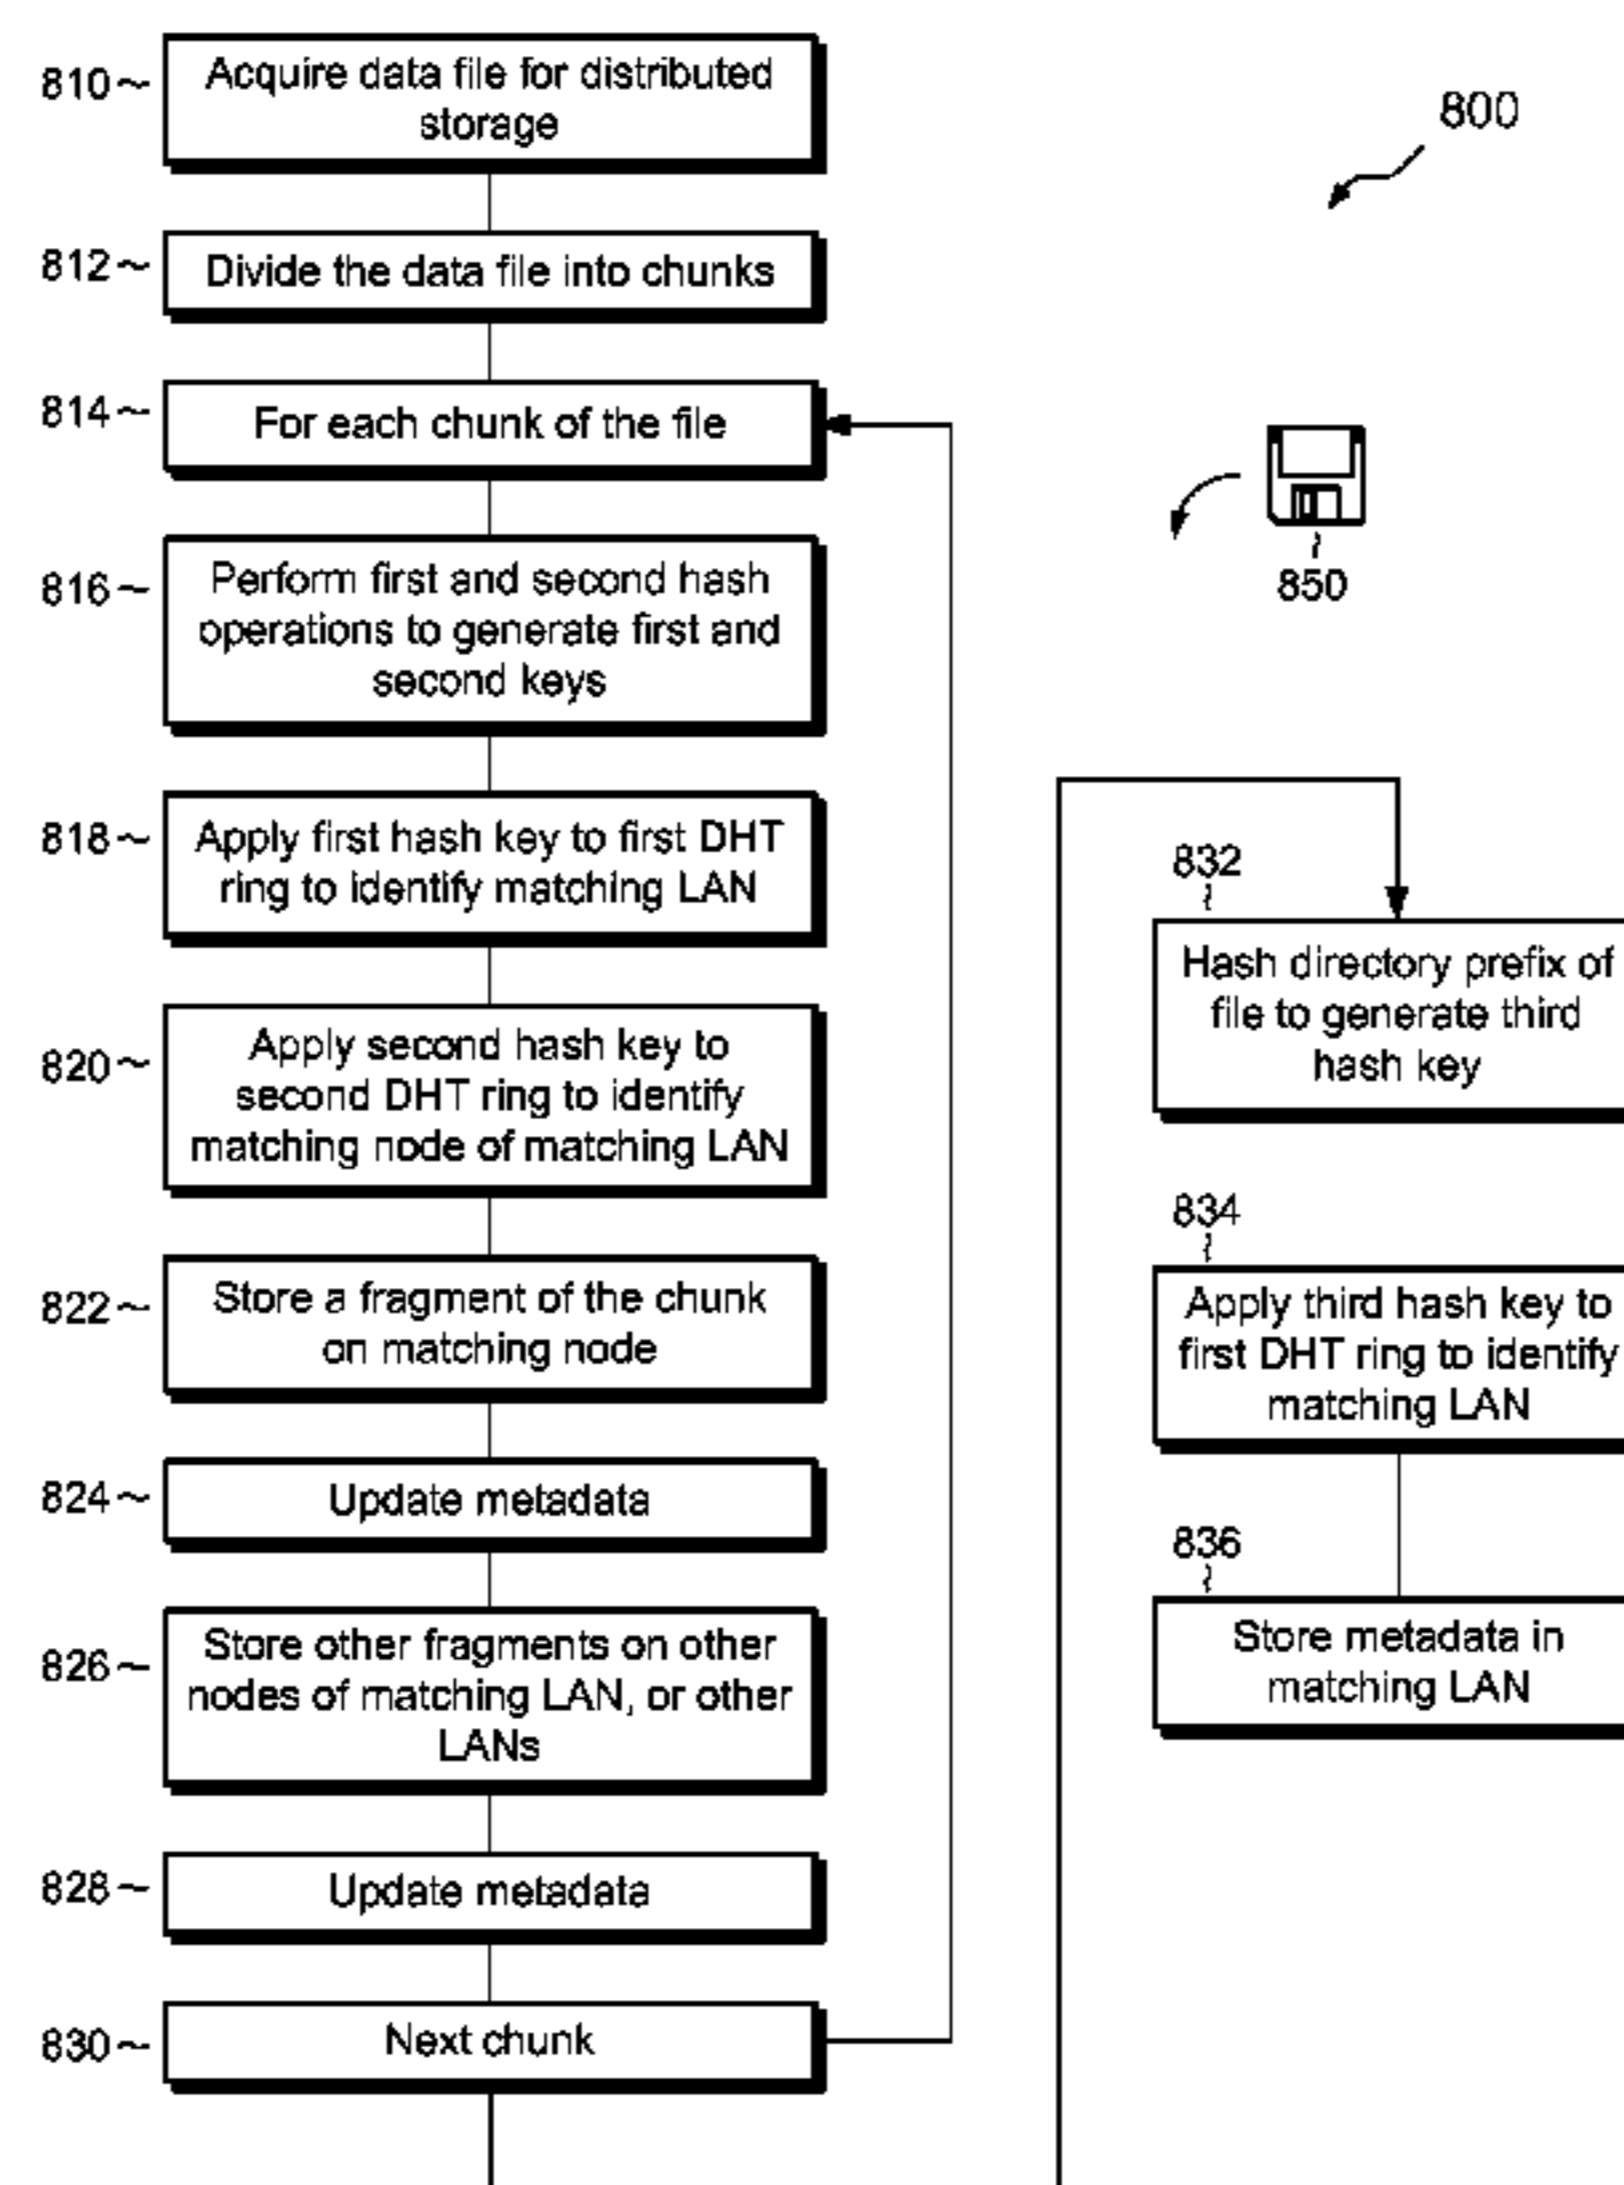 810
Acquire data file for distributed
storage
800
812
Divide the data file into chunks
814
For each chunk of the file
850
816
Perform first and second hash
operations to generate first and
second keys
818
Apply first hash key to first DHT
ring to identify matching LAN
820
Apply second hash key to
second DHT ring to identify
matching node of matching LAN
822
Store a fragment of the chunk
on matching node
824
Update metadata
826
Store other fragments on other
nodes of matching LAN, or other
LANs
828
Update metadata
830
Next chunk
832
Hash directory prefix of
file to generate third
hash key
834
Apply third hash key to
first DHT ring to identify
matching LAN
836
Store metadata in
matching LAN